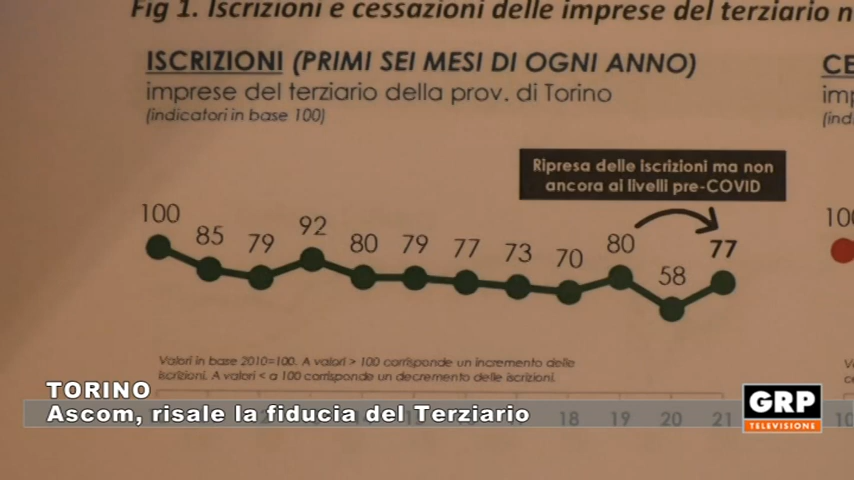 Fig 1. Iscrizioni e cessazioni delle imprese del terziario n
ISCRIZIONI (PRIMI SEI MESI DI OGNI ANNO)
imprese del terziario della prov. di Torino
(indicatori in base 100)
CE
imp
(indi
Ripresa delle iscrizioni ma non
ancora ai livelli pre-COVID
100 85 79 92 80 79 77 73 70 80 58 77
100
Valori in base 2010=100. A valori > 100 corrisponde un incremento delle
iscrizioni. A valori < a 100 corrisponde un decremento delle iscrizioni.
18 19 20 21
TORINO
Ascom, risale la fiducia del Terziario
GRP
TELEVISIONE